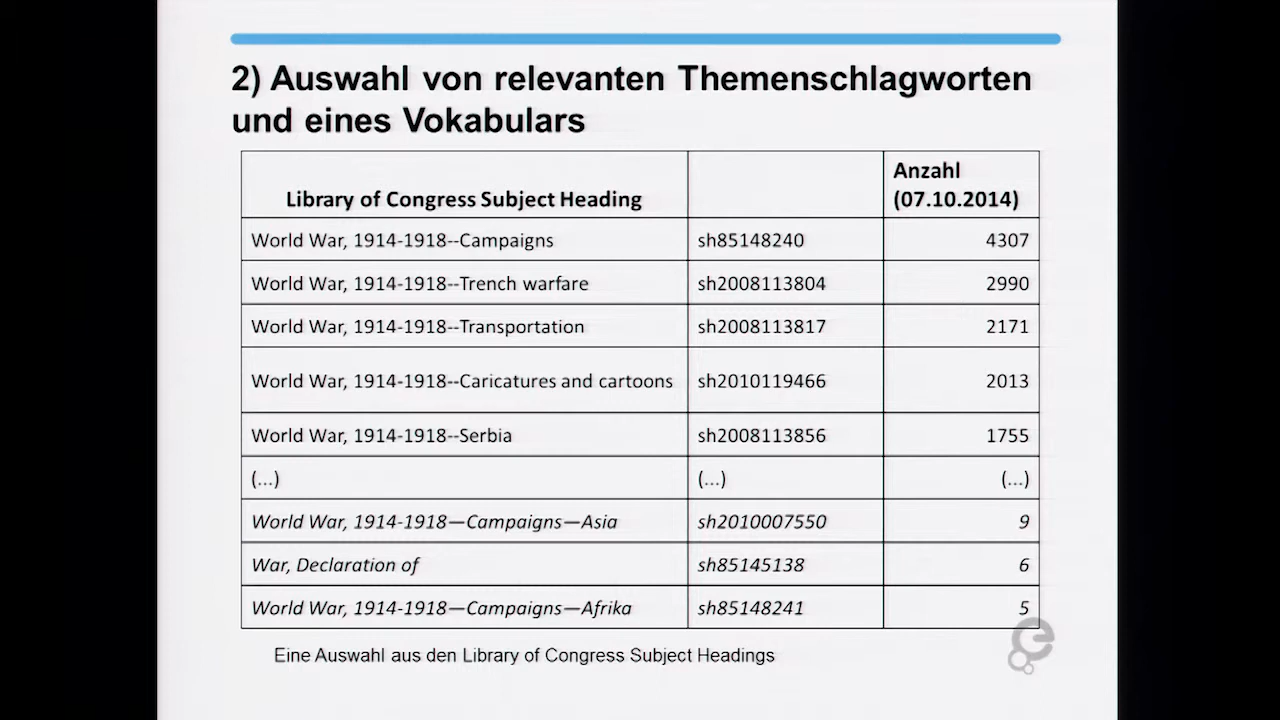 2) Auswahl von relevanten Themenschlagworten
und eines Vokabulars
Library of Congress Subject Heading
Anzahl
(07.10.2014)
World War, 1914-1918--Campaigns sh85148240 4307
World War, 1914-1918--Trench warfare sh2008113804 2990
World War, 1914-1918--Transportation sh2008113817 2171
World War, 1914-1918--Caricatures and cartoons sh2010119466 2013
World War, 1914-1918--Serbia sh2008113856 1755
(...) (...) (...)
World War, 1914-1918—Campaigns—Asia sh2010007550 9
War, Declaration of sh85145138 6
World War, 1914-1918—Campaigns—Afrika sh85148241 5
Eine Auswahl aus den Library of Congress Subject Headings